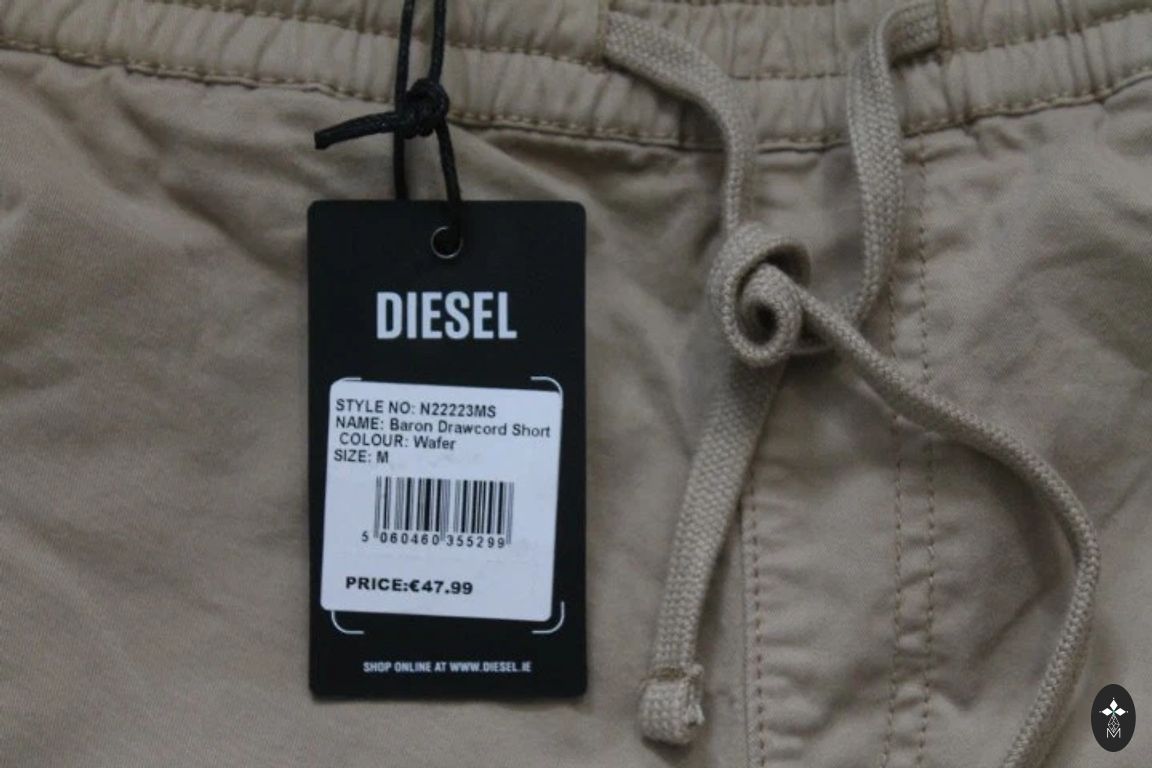 DIESEL
STYLE NO: N22223MS
NAME: Baron Drawcord Short
COLOUR: Wafer
SIZE: M
5 060460 355299
PRICE:€47.99
SHOP ONLINE AT WWW.DIESEL.IE
M